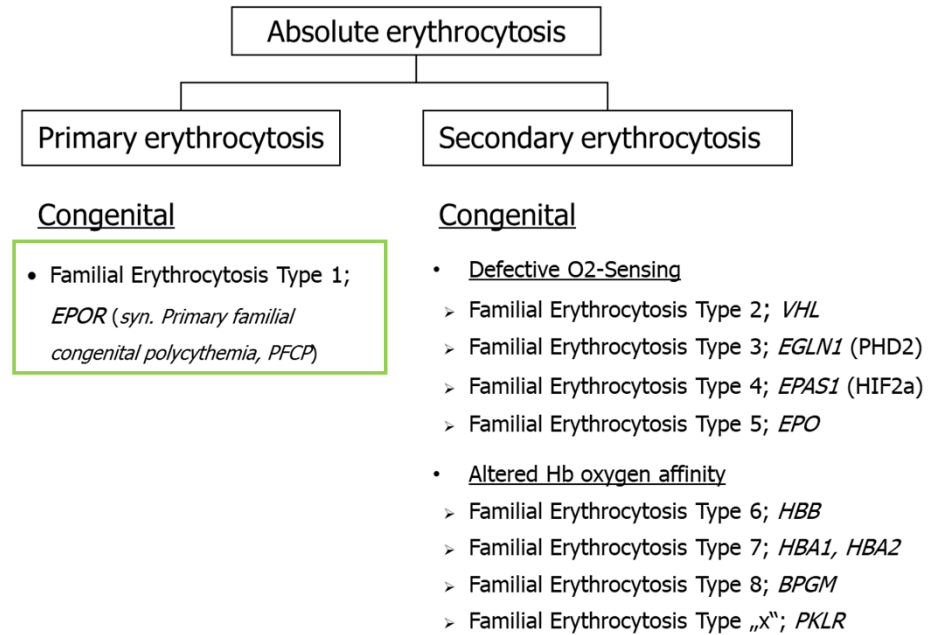 Absolute erythrocytosis
Primary erythrocytosis
Secondary erythrocytosis
Congenital
• Familial Erythrocytosis Type 1;
EPOR (syn. Primary familial
congenital polycythemia, PFCP)
Congenital
• Defective O2-Sensing
➢ Familial Erythrocytosis Type 2; VHL
➢ Familial Erythrocytosis Type 3; EGLN1 (PHD2)
➢ Familial Erythrocytosis Type 4; EPAS1 (HIF2a)
➢ Familial Erythrocytosis Type 5; EPO
• Altered Hb oxygen affinity
➢ Familial Erythrocytosis Type 6; HBB
➢ Familial Erythrocytosis Type 7; HBA1, HBA2
➢ Familial Erythrocytosis Type 8; BPGM
➢ Familial Erythrocytosis Type „x“; PKLR